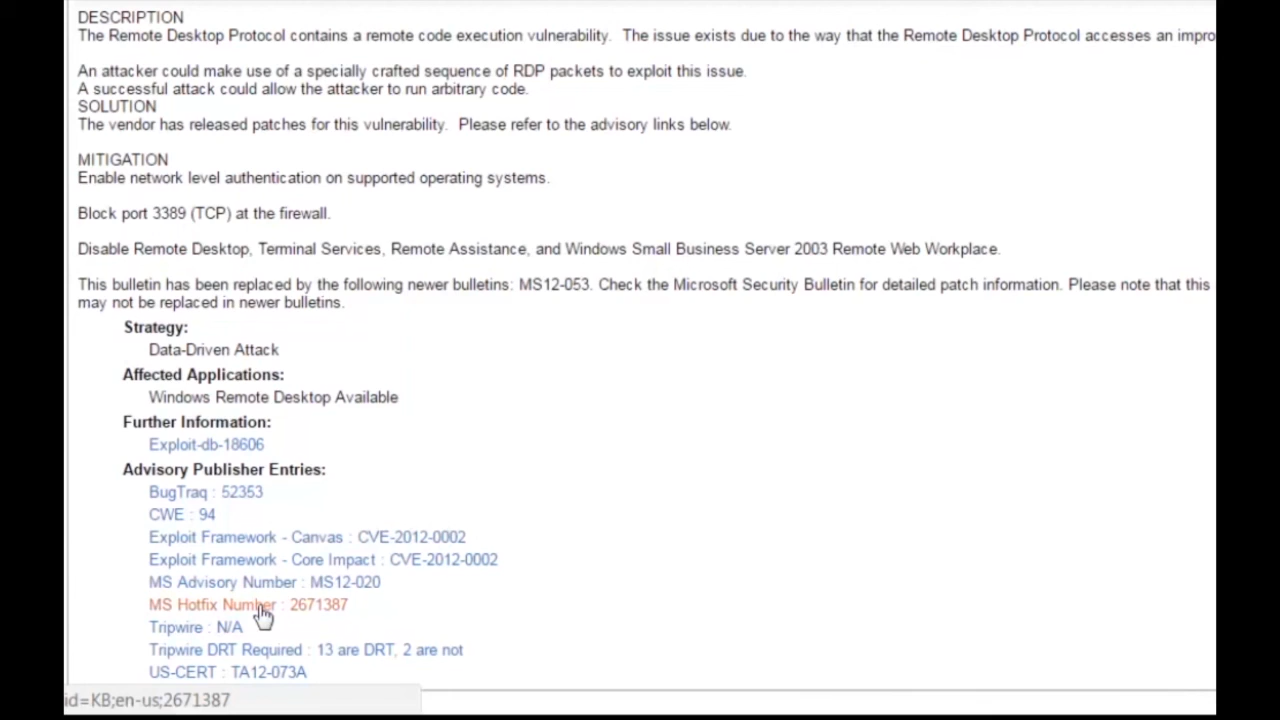 DESCRIPTION
The Remote Desktop Protocol contains a remote code execution vulnerability.  The issue exists due to the way that the Remote Desktop Protocol accesses an impro
An attacker could make use of a specially crafted sequence of RDP packets to exploit this issue.
A successful attack could allow the attacker to run arbitrary code.
SOLUTION
The vendor has released patches for this vulnerability.  Please refer to the advisory links below.
MITIGATION
Enable network level authentication on supported operating systems.
Block port 3389 (TCP) at the firewall.
Disable Remote Desktop, Terminal Services, Remote Assistance, and Windows Small Business Server 2003 Remote Web Workplace.
This bulletin has been replaced by the following newer bulletins: MS12-053. Check the Microsoft Security Bulletin for detailed patch information. Please note that this
may not be replaced in newer bulletins.
Strategy:
Data-Driven Attack
Affected Applications:
Windows Remote Desktop Available
Further Information:
Exploit-db-18606
Advisory Publisher Entries:
BugTraq : 52353
CWE : 94
Exploit Framework - Canvas : CVE-2012-0002
Exploit Framework - Core Impact : CVE-2012-0002
MS Advisory Number : MS12-020
MS Hotfix Number : 2671387
Tripwire : N/A
Tripwire DRT Required : 13 are DRT, 2 are not
US-CERT : TA12-073A
id=KB;en-us;2671387